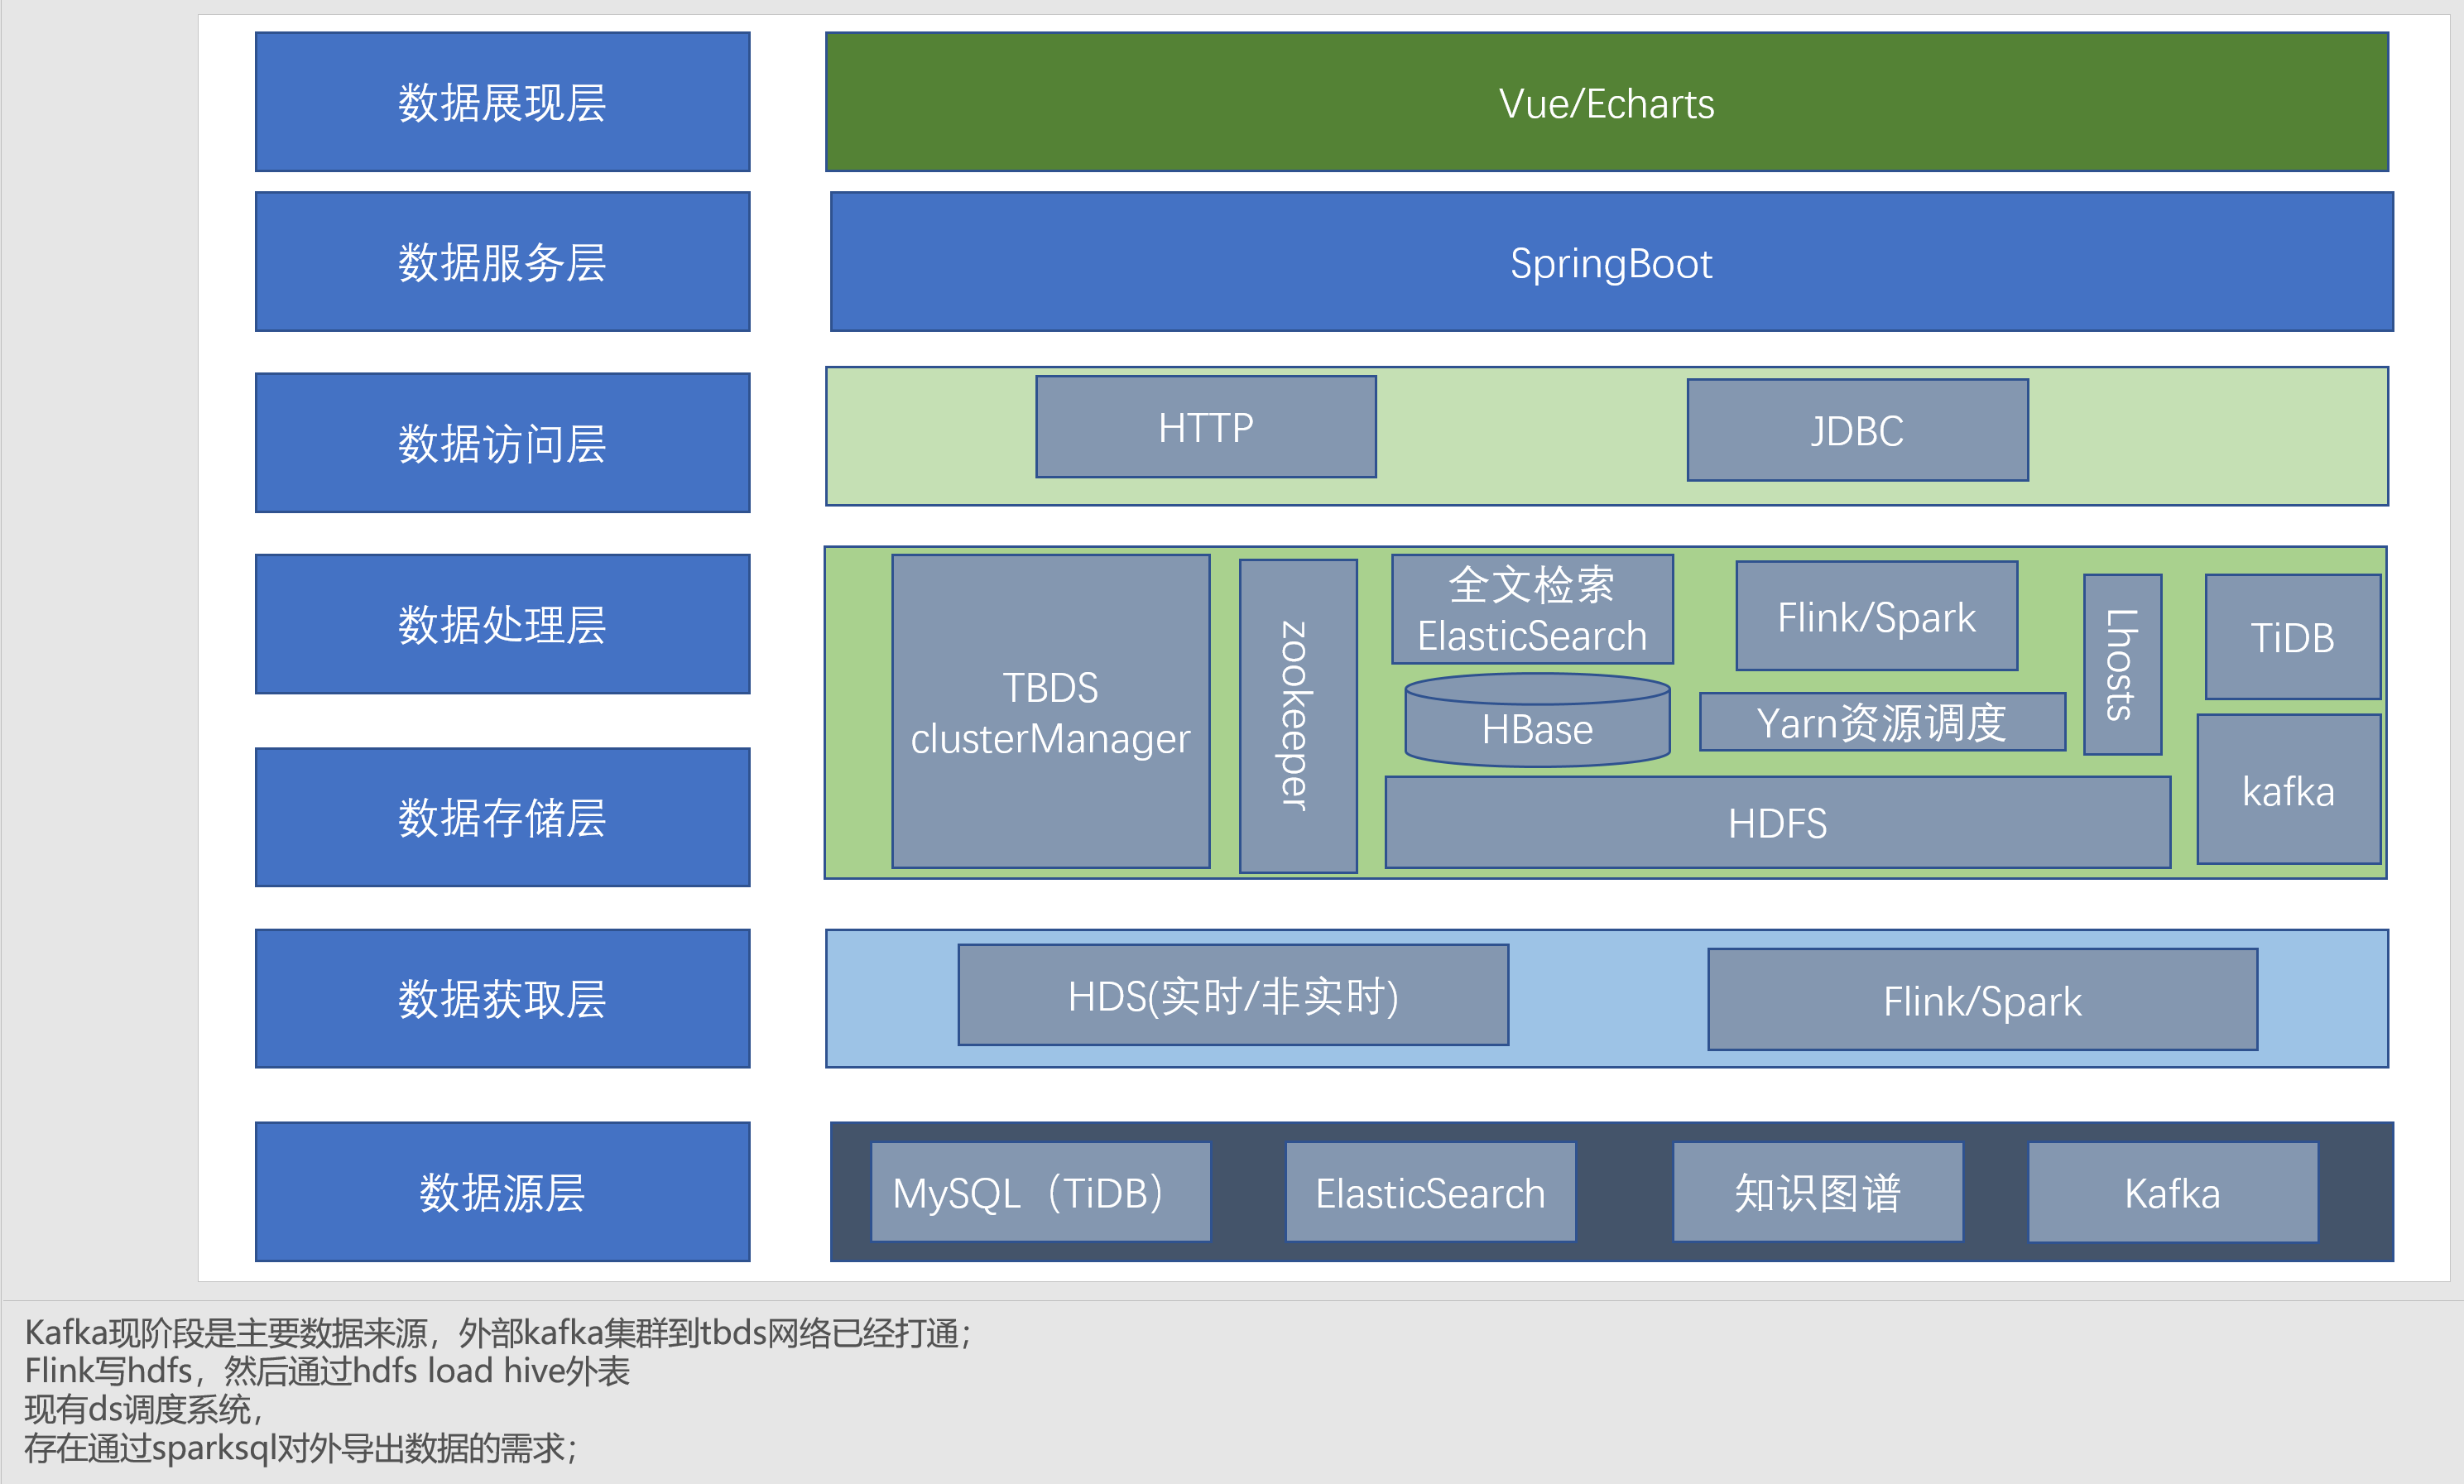 数据展现层
Vue/Echarts
数据服务层
SpringBoot
数据访问层
HTTP
JDBC
数据处理层
数据存储层
TBDS
clusterManager
zookeeper
全文检索
ElasticSearch
HBase
Flink/Spark
Yarn资源调度
Lhosts
TiDB
kafka
HDFS
数据获取层
HDS(实时/非实时)
Flink/Spark
数据源层
MySQL（TiDB）
ElasticSearch
知识图谱
Kafka
Kafka现阶段是主要数据来源，外部kafka集群到tbds网络已经打通；
Flink写hdfs，然后通过hdfs load hive外表
现有ds调度系统，
存在通过sparksql对外导出数据的需求；